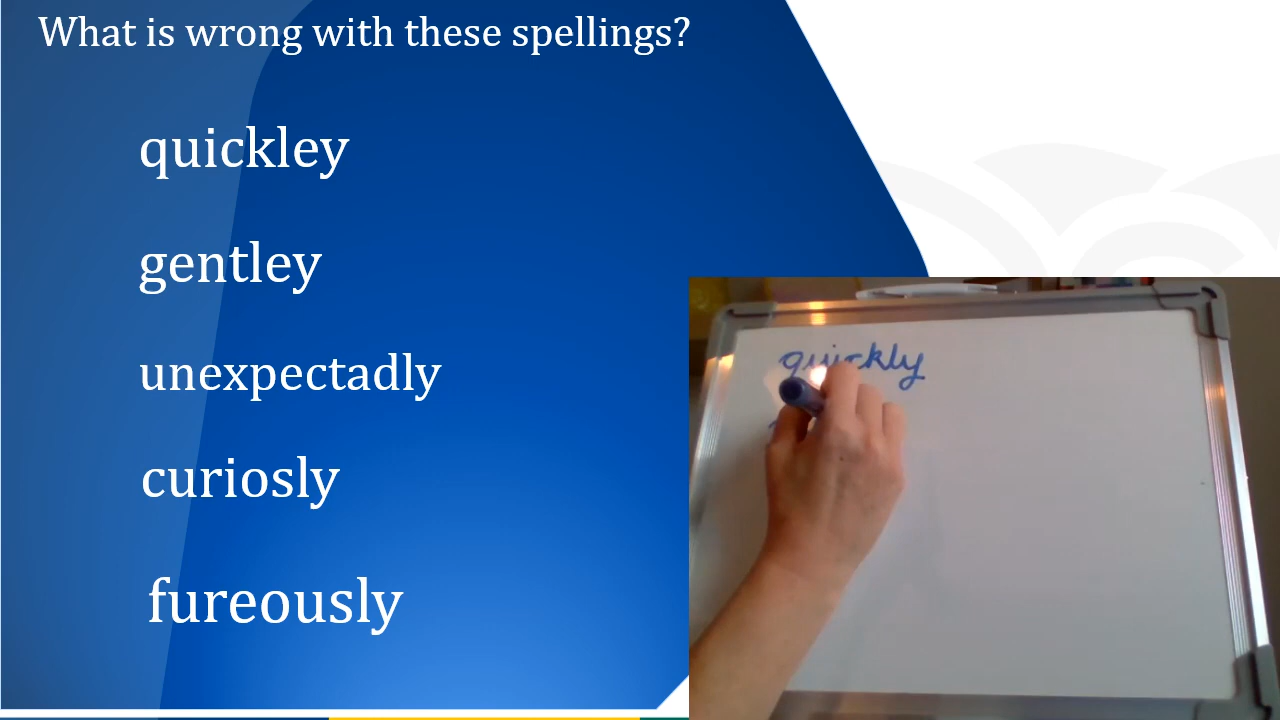 What is wrong with these spellings?
quickley
gentley
unexpectadly
curiosly
fureously
quickly